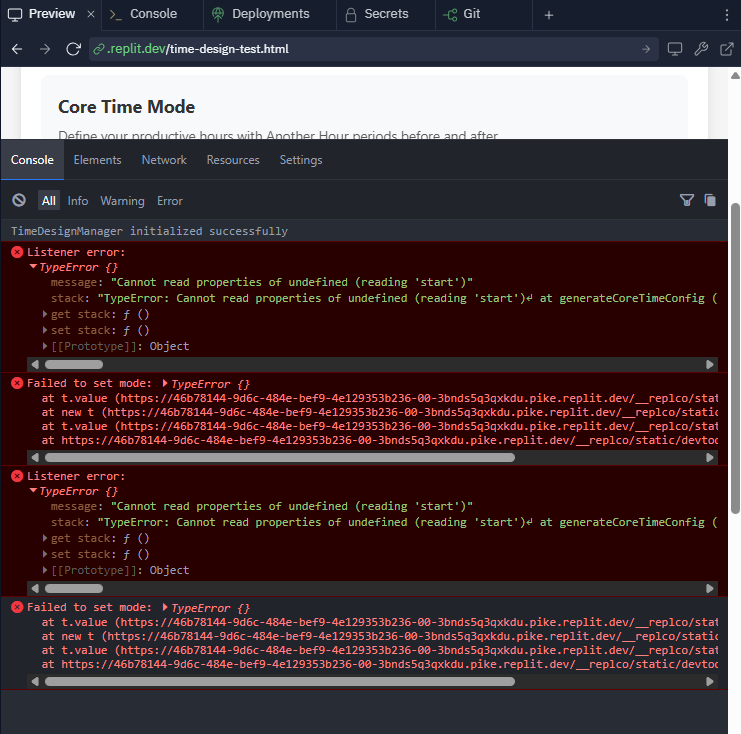 Preview × Console Deployments Secrets Git +
.replit.dev/time-design-test.html
Core Time Mode
Define your productive hours with Another Hour periods before and after
Console Elements Network Resources Settings
All Info Warning Error
TimeDesignManager initialized successfully
Listener error:
TypeError {}
message: "Cannot read properties of undefined (reading 'start')"
stack: "TypeError: Cannot read properties of undefined (reading 'start')↵ at generateCoreTimeConfig (
get stack: ƒ ()
set stack: ƒ ()
[[Prototype]]: Object
Failed to set mode: TypeError {}
at t.value (https://46b78144-9d6c-484e-bef9-4e129353b236-00-3bnds5q3qxkdu.pike.replit.dev/__replco/stat
at new t (https://46b78144-9d6c-484e-bef9-4e129353b236-00-3bnds5q3qxkdu.pike.replit.dev/__replco/static
at t.value (https://46b78144-9d6c-484e-bef9-4e129353b236-00-3bnds5q3qxkdu.pike.replit.dev/__replco/stat
at https://46b78144-9d6c-484e-bef9-4e129353b236-00-3bnds5q3qxkdu.pike.replit.dev/__replco/static/devtoo
Listener error:
TypeError {}
message: "Cannot read properties of undefined (reading 'start')"
stack: "TypeError: Cannot read properties of undefined (reading 'start')↵ at generateCoreTimeConfig (
get stack: ƒ ()
set stack: ƒ ()
[[Prototype]]: Object
Failed to set mode: TypeError {}
at t.value (https://46b78144-9d6c-484e-bef9-4e129353b236-00-3bnds5q3qxkdu.pike.replit.dev/__replco/stat
at new t (https://46b78144-9d6c-484e-bef9-4e129353b236-00-3bnds5q3qxkdu.pike.replit.dev/__replco/static
at t.value (https://46b78144-9d6c-484e-bef9-4e129353b236-00-3bnds5q3qxkdu.pike.replit.dev/__replco/stat
at https://46b78144-9d6c-484e-bef9-4e129353b236-00-3bnds5q3qxkdu.pike.replit.dev/__replco/static/devtoo